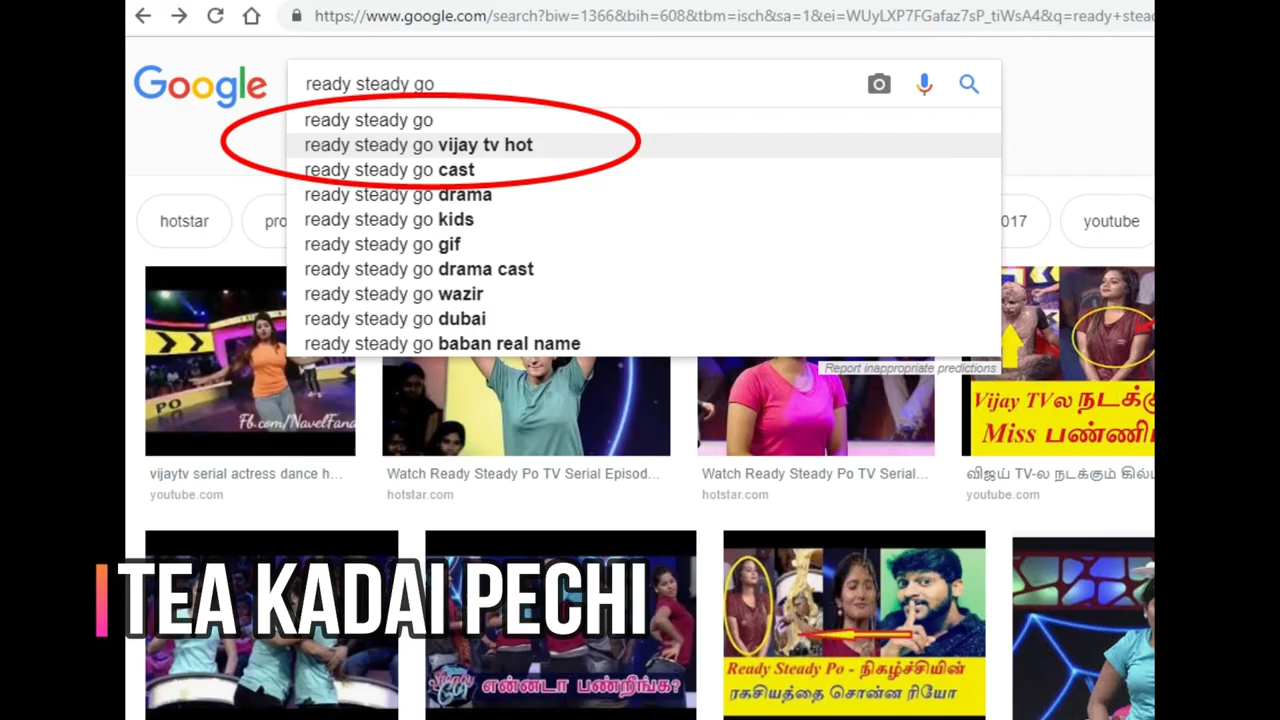 https://www.google.com/search?biw=1366&bih=608&tbm=isch&sa=1&ei=WUyLXP7FGafaz7sP_tiWsA4&q=ready+stead
Google
ready steady go
ready steady go
ready steady go vijay tv hot
ready steady go cast
ready steady go drama
ready steady go kids
ready steady go gif
ready steady go drama cast
ready steady go wazir
ready steady go dubai
ready steady go baban real name
Report inappropriate predictions
hotstar
pro
017
youtube
PO
Fb.com/NavelFana
Vijay TVல நடக்கு
Miss பண்ணி
vijaytv serial actress dance h...
youtube.com
Watch Ready Steady Po TV Serial Episod...
hotstar.com
Watch Ready Steady Po TV Serial...
hotstar.com
விஜய் TV-ல நடக்கும் கில்
youtube.com
TEA KADAI PECHI
என்னடா பண்றீங்க?
Ready Steady Po - நிகழ்ச்சியின்
ரகசியத்தை சொன்ன ரியோ